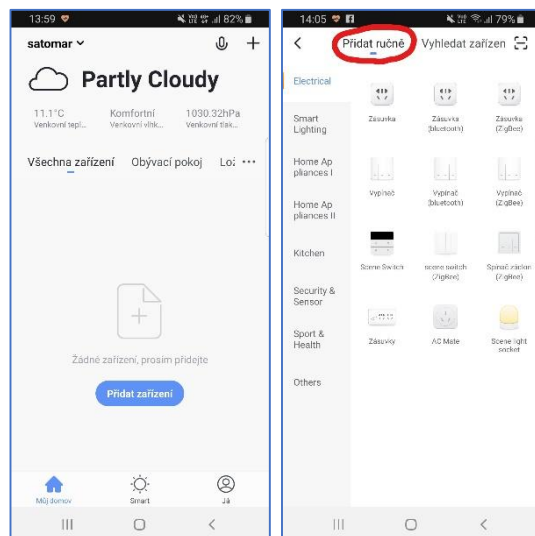 13:59
82%
satomar
Partly Cloudy
11.1°C Komfortní 1030.32hPa
Venkovní tepl... Venkovní vlhk... Venkovní tlak...
Všechna zařízení Obývací pokoj Lož
Žádné zařízení, prosím přidejte
Přidat zařízení
Můj domov Smart Já
14:05
79%
Přidat ručně Vyhledat zařízen
Electrical
Smart
Lighting
Home Ap
pliances I
Home Ap
pliances II
Kitchen
Security &
Sensor
Sport &
Health
Others
Zásuvka Zásuvka Zásuvka
(bluetooth) (ZigBee)
Vypínač Vypínač Vypínač
(bluetooth) (ZigBee)
Scene Switch scene switch Spínač záclon
(ZigBee) (ZigBee)
Zásuvky AC Mate Scene light
socket